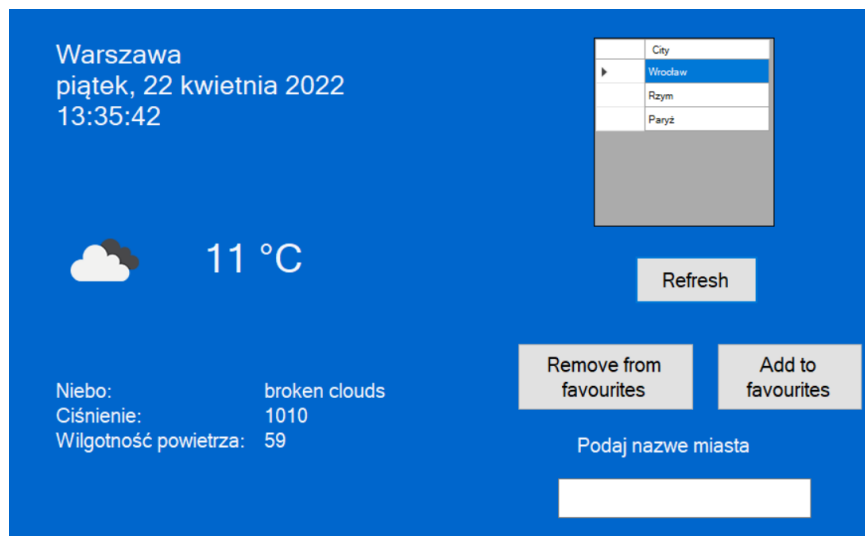 Warszawa
piątek, 22 kwietnia 2022
13:35:42
11 °C
Niebo: broken clouds
Ciśnienie: 1010
Wilgotność powietrza: 59
City
Wrocław
Rzym
Paryż
Refresh
Remove from
favourites
Add to
favourites
Podaj nazwe miasta